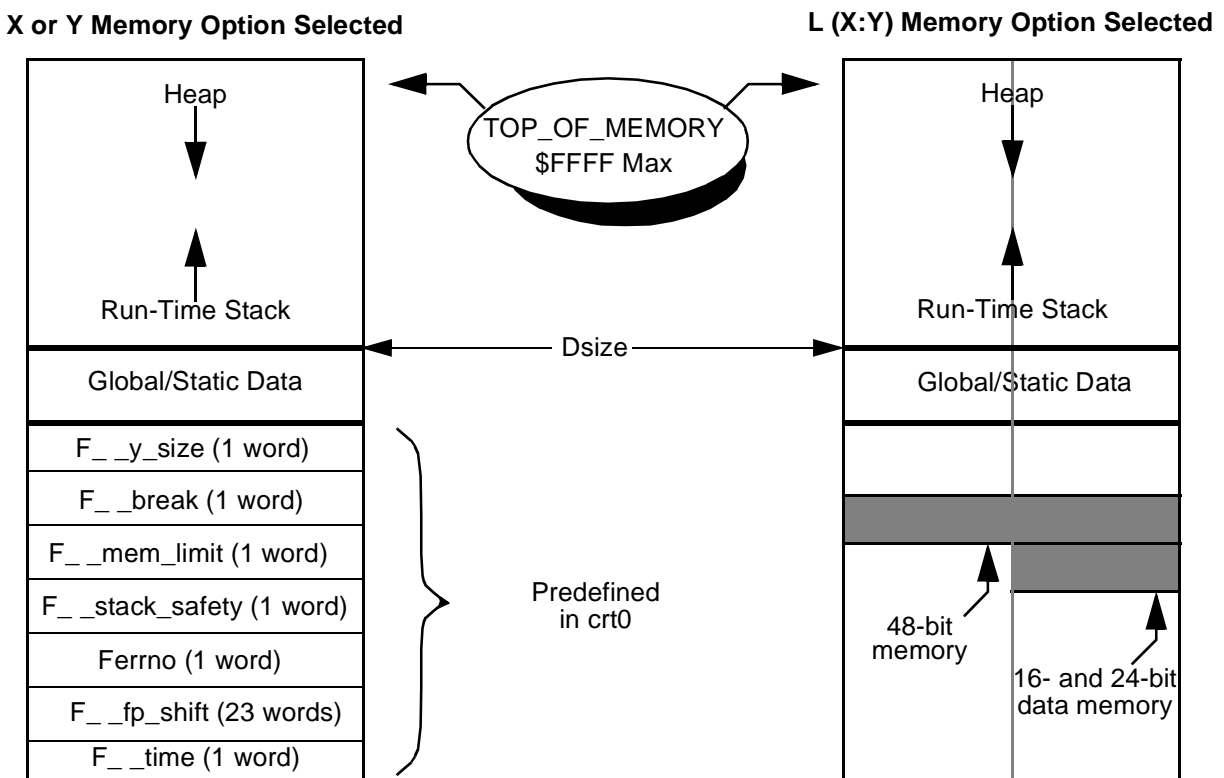 X or Y Memory Option Selected
L (X:Y) Memory Option Selected
Heap
TOP_OF_MEMORY
$FFFF Max
Heap
Run-Time Stack
Run-Time Stack
Dsize
Global/Static Data
Global/Static Data
F_ _y_size (1 word)
F_ _break (1 word)
F_ _mem_limit (1 word)
F_ _stack_safety (1 word)
Ferrno (1 word)
F_ _fp_shift (23 words)
F_ _time (1 word)
Predefined
in crt0
48-bit
memory
16- and 24-bit
data memory